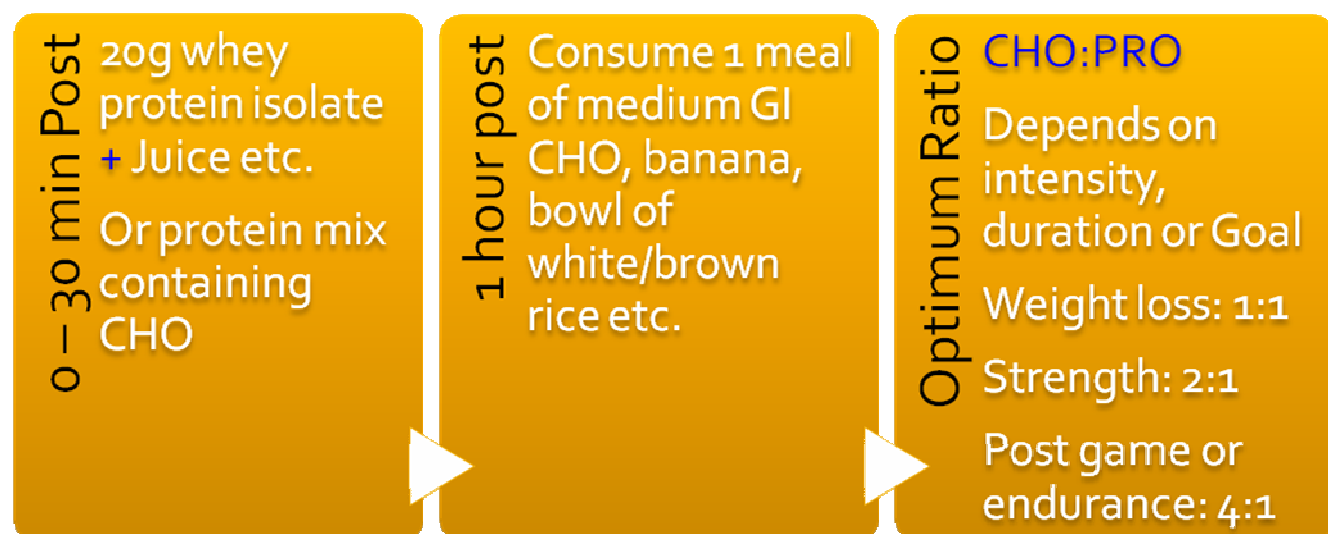 0 – 30 min Post
20g whey
protein isolate
+ Juice etc.
Or protein mix
containing
CHO
1 hour post
Consume 1 meal
of medium GI
CHO, banana,
bowl of
white/brown
rice etc.
Optimum Ratio
CHO:PRO
Depends on
intensity,
duration or Goal
Weight loss: 1:1
Strength: 2:1
Post game or
endurance: 4:1